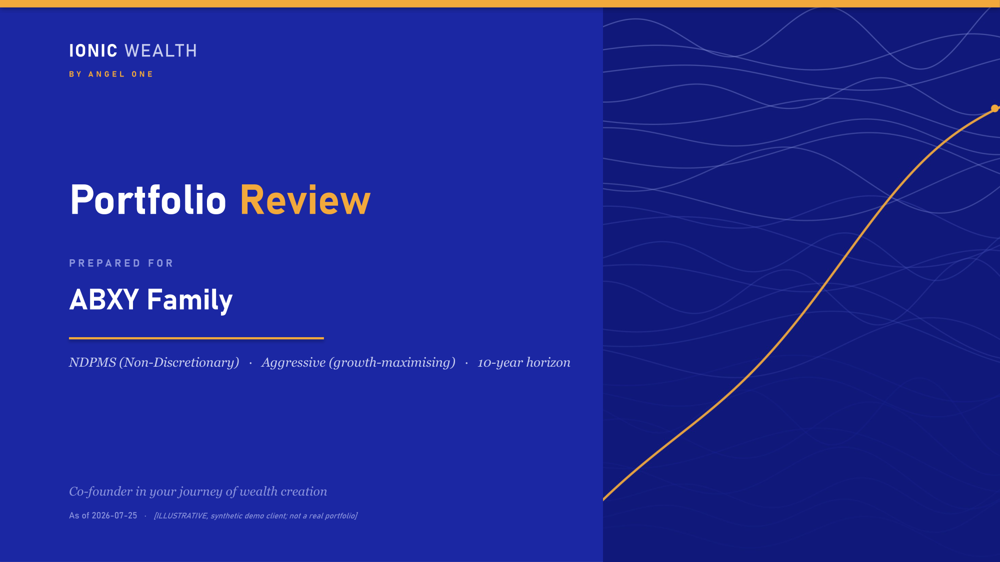 IONIC WEALTH
BY ANGEL ONE
Portfolio Review
PREPARED FOR
ABXY Family
NDPMS (Non-Discretionary) · Aggressive (growth-maximising) · 10-year horizon
Co-founder in your journey of wealth creation
As of 2026-07-25 · [ILLUSTRATIVE, synthetic demo client; not a real portfolio]